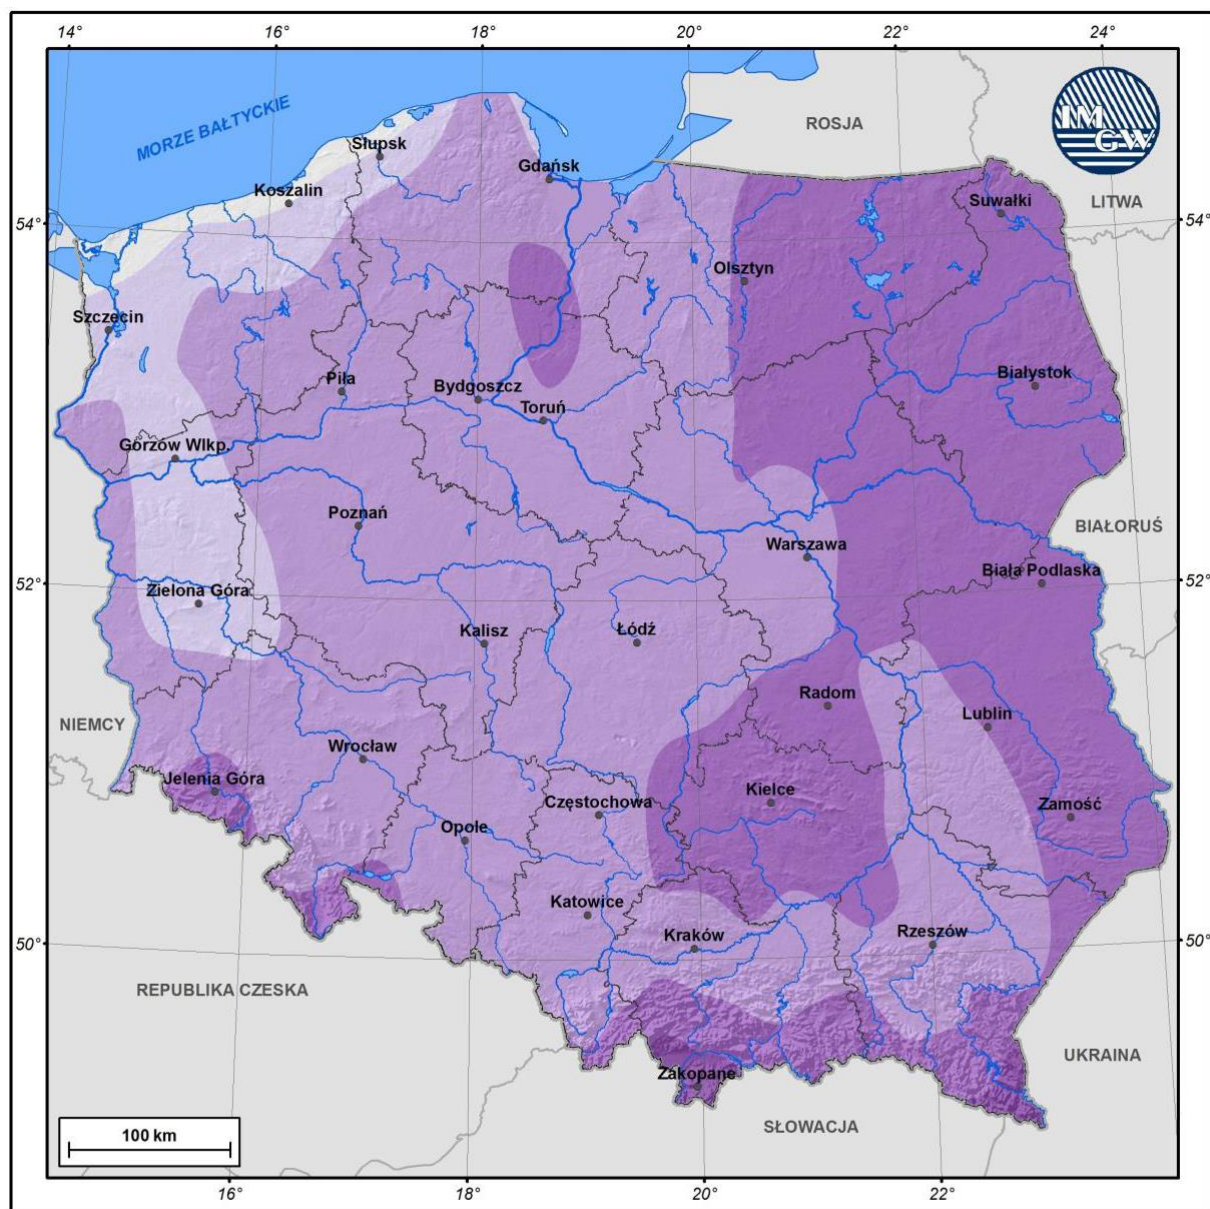 14° 16° 18° 20° 22° 24°
IM
GW
MORZE BAŁTYCKIE
ROSJA
Słupsk
Gdańsk
Koszalin
Suwałki
LITWA
54°
54°
Olsztyn
Szczecin
Piła
Bydgoszcz
Białystok
Toruń
Gorzów Wlkp.
Poznań
BIAŁORUŚ
Warszawa
Biała Podlaska
52°
52°
Zielona Góra
Kalisz
Łódź
Radom
NIEMCY
Lublin
Wrocław
Jelenia Góra
Kielce
Częstochowa
Zamość
Opole
Katowice
Kraków
Rzeszów
50°
50°
REPUBLIKA CZESKA
UKRAINA
Zakopane
SŁOWACJA
100 km
16° 18° 20° 22°